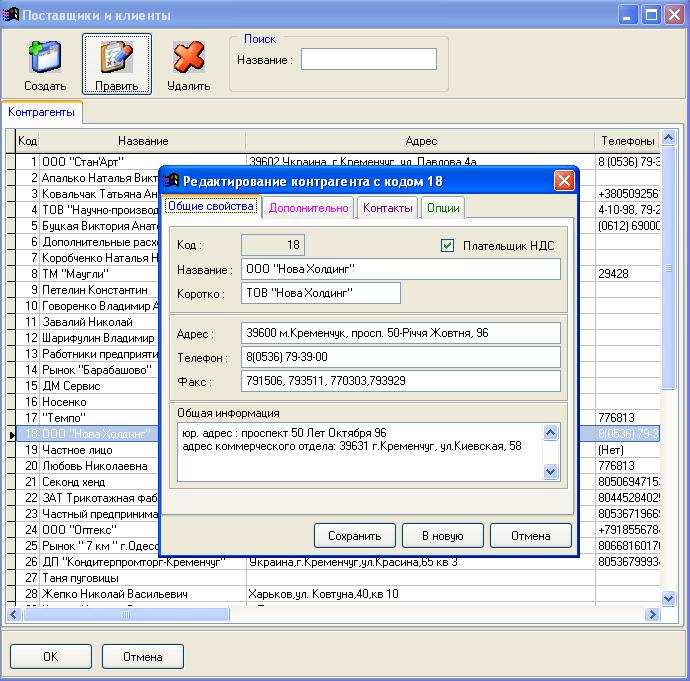 Поставщики и клиенты
Создать
Править
Удалить
Поиск
Название :
Контрагенты
Код Название Адрес Телефоны
1 ООО "Стан'Арт" 39602 Украина, г.Кременчуг, ул. Павлова 4а 8 (0536) 79-3
2 Апалько Наталья Викт
3 Ковальчак Татьяна Ан +3805092561
4 ТОВ "Научно-производ 4-10-98, 79-2
5 Буцкая Виктория Анато (0612) 69000
6 Дополнительные расх
7 Коробченко Наталья Н
8 ТМ "Маугли" 29428
9 Петелин Константин
10 Говоренко Владимир А
11 Завалий Николай
12 Шарифулин Владимир
13 Работники предприяти
14 Рынок "Барабашово"
15 ДМ Сервис
16 Носенко
17 "Темпо" 776813
18 ООО "Нова Холдинг" 8(0536) 79-3
19 Частное лицо (Нет)
20 Любовь Николаевна 776813
21 Секонд хенд 8050694715
22 ЗАТ Трикотажная фаб 8044528402
23 Частный предпринима 8053671966
24 ООО "Оптекс" +791855678
25 Рынок " 7 км " г.Одесс 8066816017
26 ДП "Кондитерпромторг-Кременчуг" Украина,г.Кременчуг,ул.Красина,65 кв 3 8053679993
27 Таня пуговицы
28 Жепко Николай Васильевич Харьков,ул. Ковтуна,40,кв 10
OK
Отмена
Редактирование контрагента с кодом 18
Общие свойства
Дополнительно
Контакты
Опции
Код : 18 Плательщик НДС
Название : ООО "Нова Холдинг"
Коротко : ТОВ "Нова Холдинг"
Адрес : 39600 м.Кременчук, просп. 50-Річчя Жовтня, 96
Телефон : 8(0536) 79-39-00
Факс : 791506, 793511, 770303,793929
Общая информация
юр. адрес : проспект 50 Лет Октября 96
адрес коммерческого отдела: 39631 г.Кременчуг, ул.Киевская, 58
Сохранить
В новую
Отмена